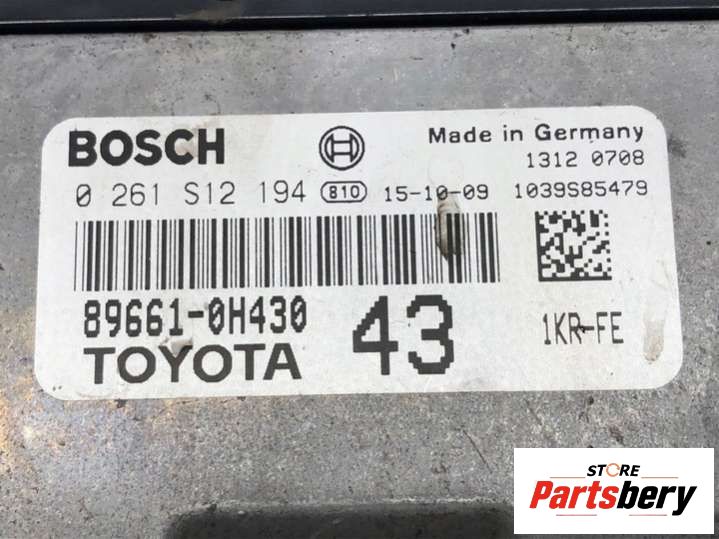 BOSCH
Made in Germany
1312 0708
0 261 S12 194 B10 15-10-09 1039S85479
89661-0H430 43 1KR-FE
TOYOTA
STORE
Partsbery